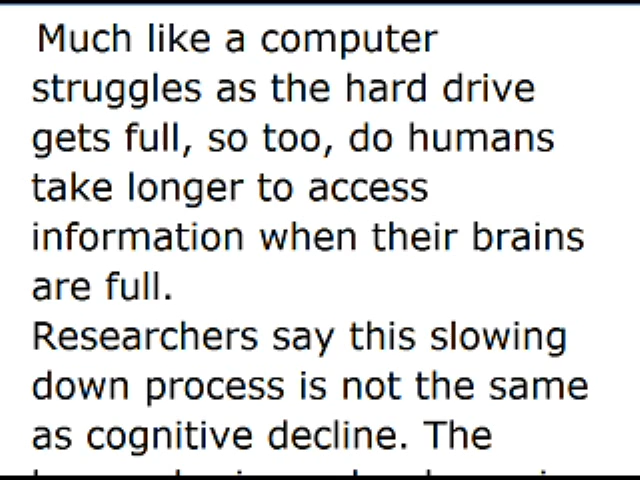 Much like a computer
struggles as the hard drive
gets full, so too, do humans
take longer to access
information when their brains
are full.
Researchers say this slowing
down process is not the same
as cognitive decline. The